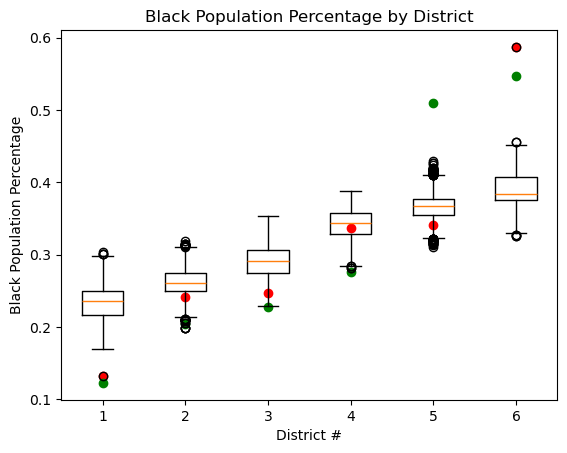 Black Population Percentage by District
Black Population Percentage
0.6
0.5
0.4
0.3
0.2
0.1
1 2 3 4 5 6
District #